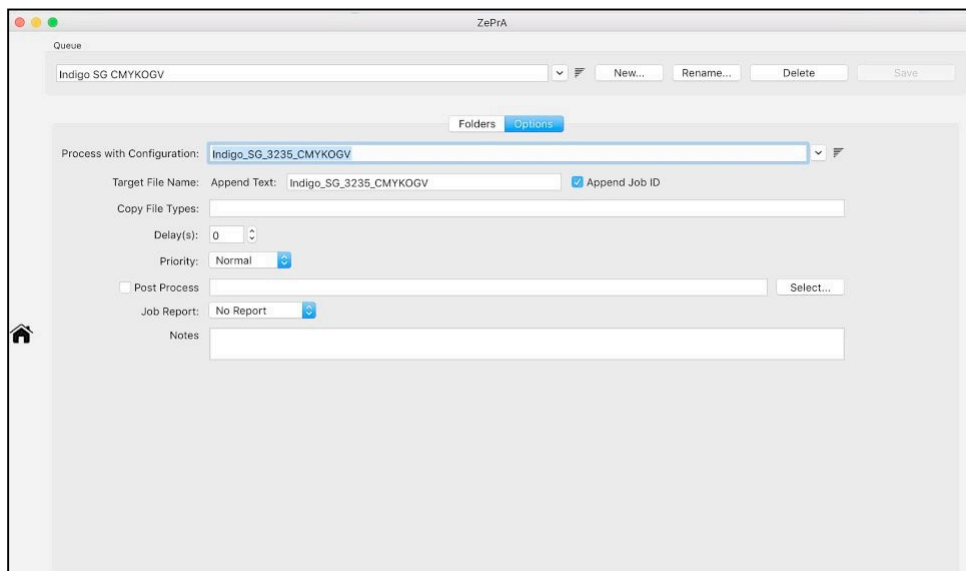 ZePrA
Queue
Indigo SG CMYKOGV New... Rename... Delete Save
Folders Options
Process with Configuration: Indigo_SG_3235_CMYKOGV
Target File Name: Append Text: Indigo_SG_3235_CMYKOGV Append Job ID
Copy File Types:
Delay(s): 0
Priority: Normal
Post Process Select...
Job Report: No Report
Notes